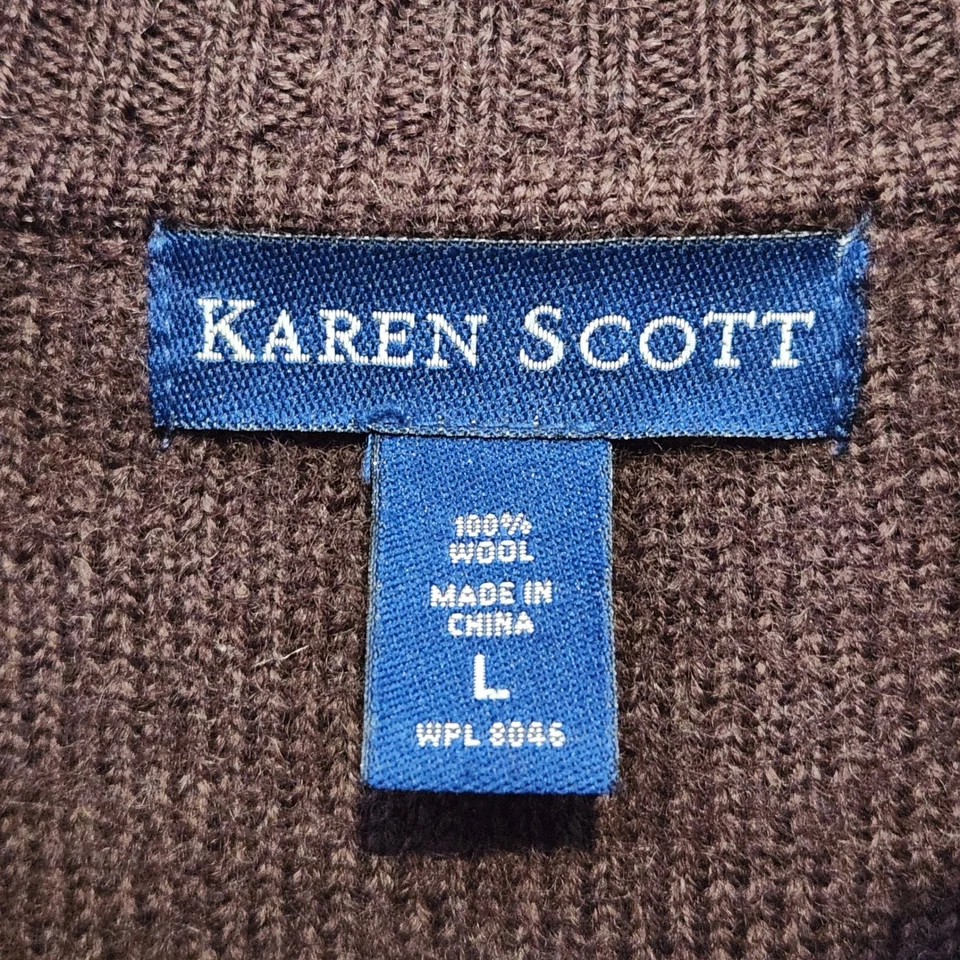 KAREN SCOTT
100%
WOOL
MADE IN
CHINA
L
WPL 8046